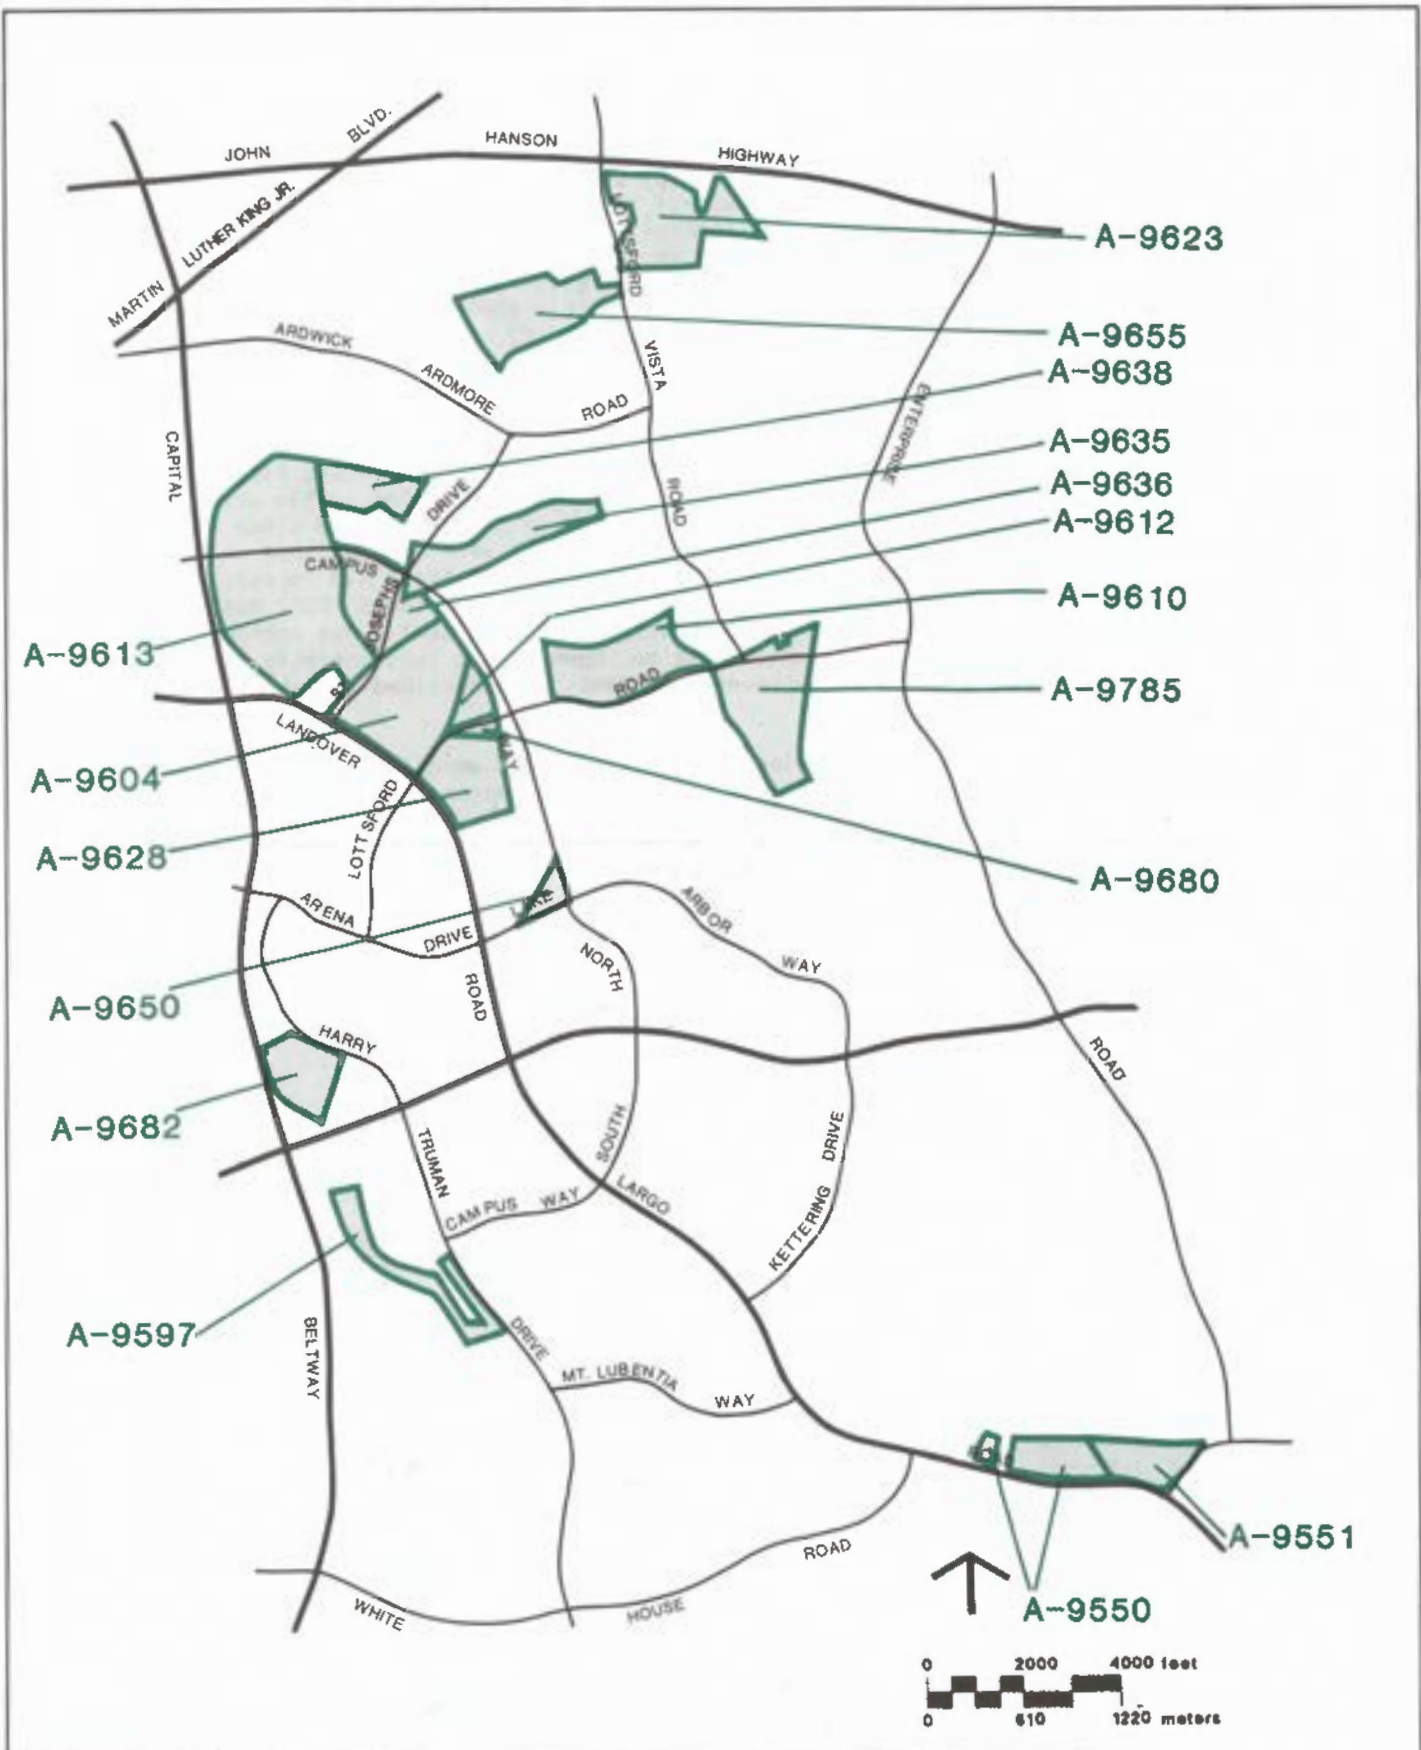 JOHN
HANSON
HIGHWAY
BLVD.
MARTIN LUTHER KING JR.
LOTTSFORD
VISTA
ROAD
A-9623
A-9655
A-9638
A-9635
A-9636
A-9612
A-9610
A-9785
A-9680
ARDWICK
ARDMORE
ROAD
ENTERPRISE
CAPITAL
DRIVE
CAMPUS
JOSEPHS
A-9613
ROAD
LANDOVER
WAY
A-9604
LOTTSFORD
A-9628
ARENA
DRIVE
LAKE
ARBOR
WAY
NORTH
ROAD
A-9650
HARRY
ROAD
A-9682
TRUMAN
SOUTH
CAMPUS WAY
LARGO
KETTERING DRIVE
A-9597
BELTWAY
DRIVE
MT. LUBENTIA
WAY
ROAD
A-9551
A-9550
WHITE
HOUSE
ROAD
0 2000 4000 feet
0 610 1220 meters